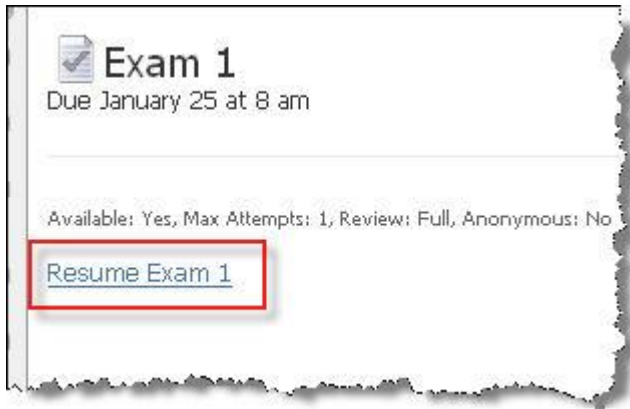 Exam 1
Due January 25 at 8 am
Available: Yes, Max Attempts: 1, Review: Full, Anonymous: No
Resume Exam 1